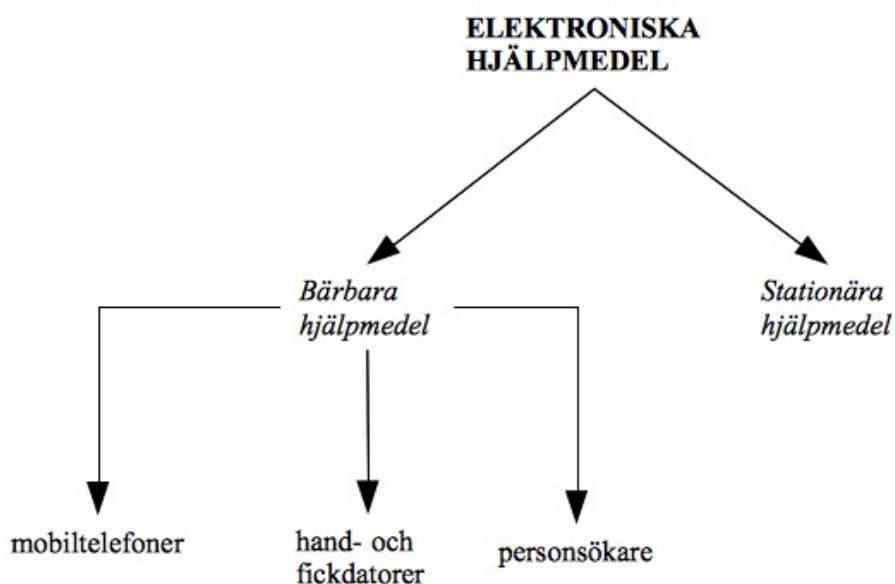 ELEKTRONISKA
HJÄLPMEDEL
Bärbara
hjälpmedel
Stationära
hjälpmedel
mobiltelefoner
hand- och
fickdatorer
personsökare